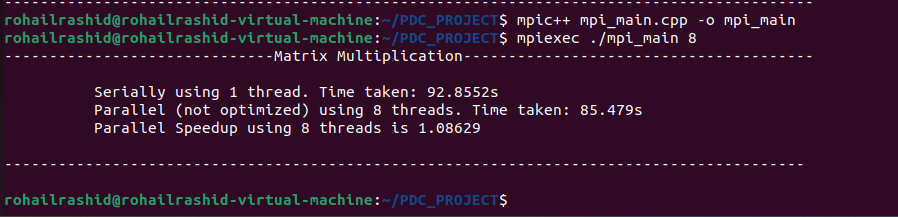 ------------------------------------------------------------------------------------------
rohailrashid@rohailrashid-virtual-machine:~/PDC_PROJECT$ mpic++ mpi_main.cpp -o mpi_main
rohailrashid@rohailrashid-virtual-machine:~/PDC_PROJECT$ mpiexec ./mpi_main 8
------------------------------Matrix Multiplication---------------------------------------
Serially using 1 thread. Time taken: 92.8552s
Parallel (not optimized) using 8 threads. Time taken: 85.479s
Parallel Speedup using 8 threads is 1.08629
-----------------------------------------------------------------------------------------
rohailrashid@rohailrashid-virtual-machine:~/PDC_PROJECT$